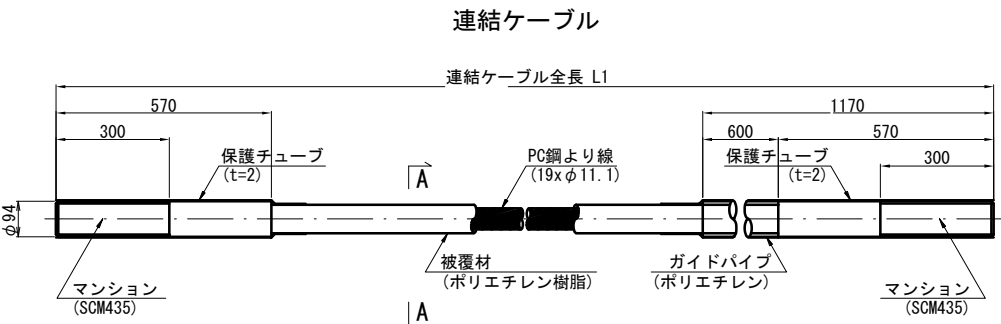 連結ケーブル
連結ケーブル全長 L1
570
1170
300
600
570
300
保護チューブ
(t=2)
A
PC鋼より線
(19xφ11.1)
保護チューブ
(t=2)
φ94
被覆材
(ポリエチレン樹脂)
ガイドパイプ
(ポリエチレン)
マンション
(SCM435)
A
マンション
(SCM435)